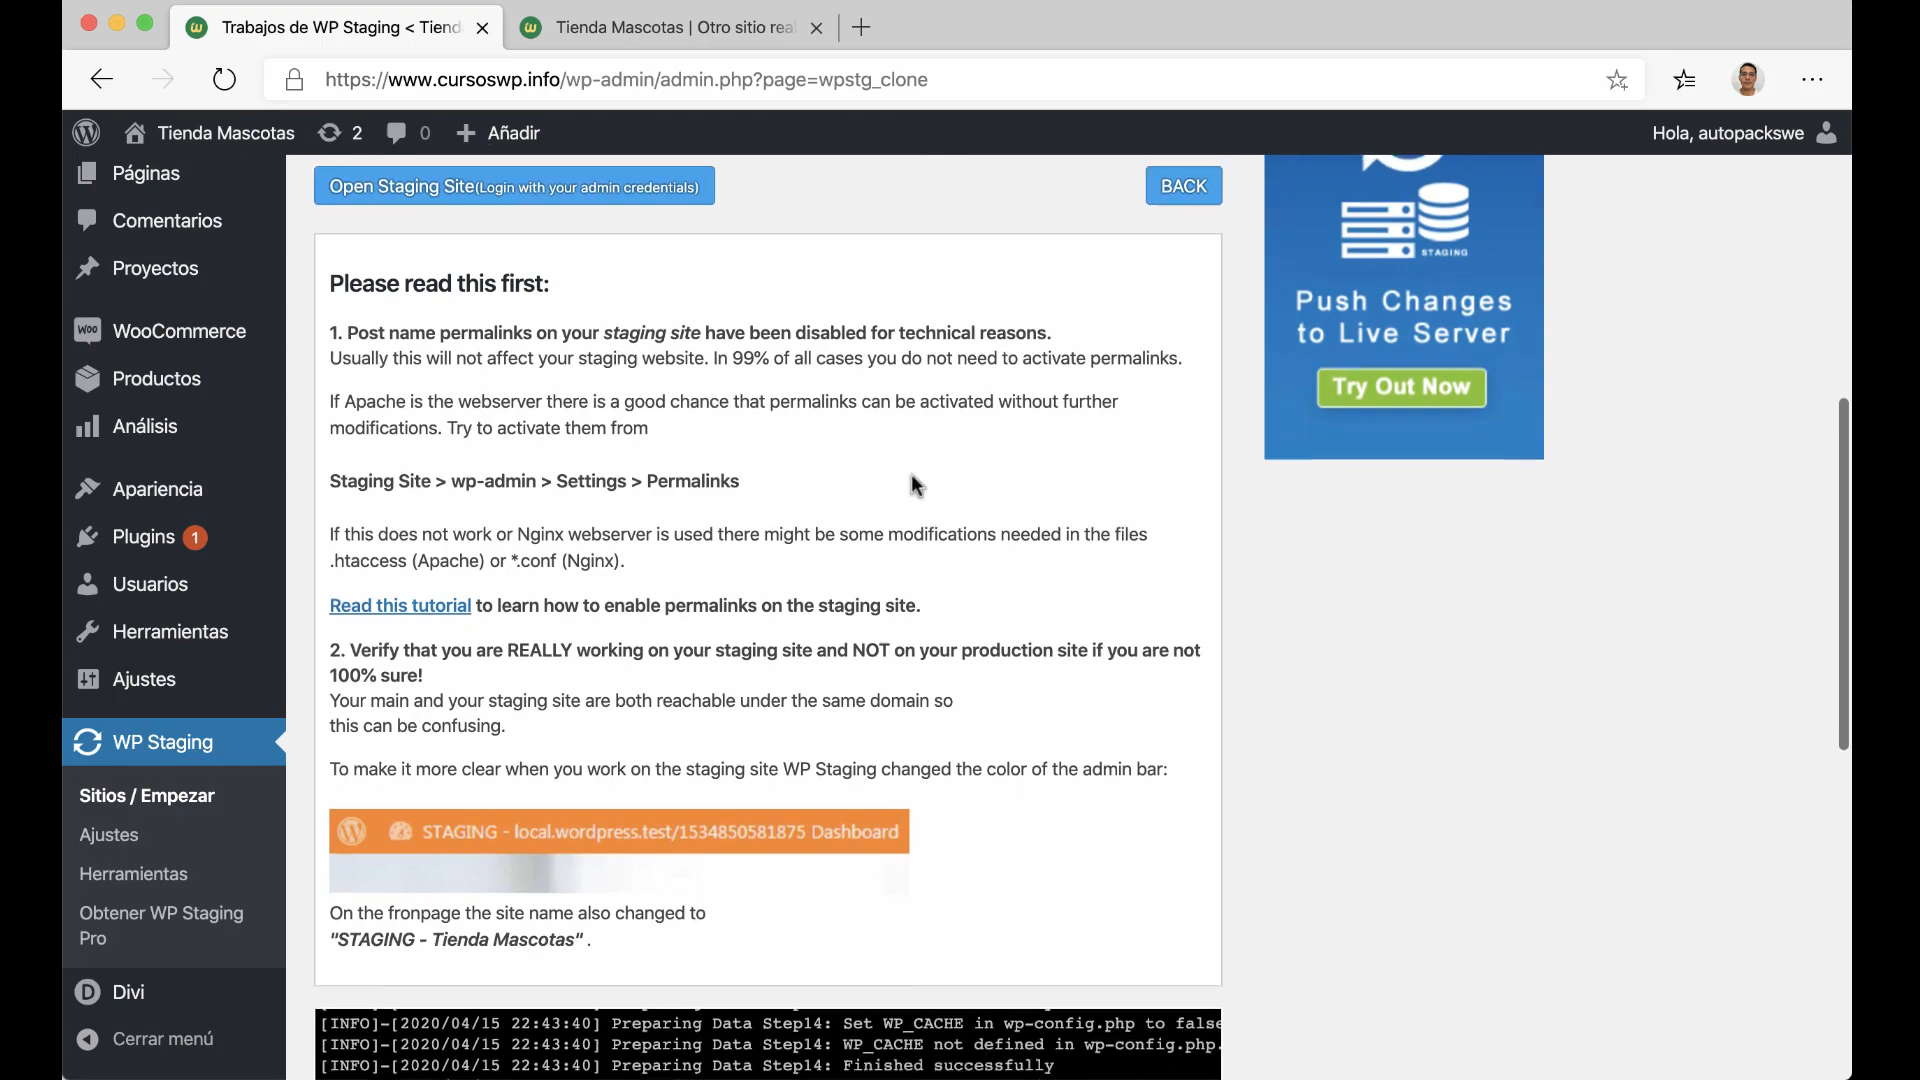 Trabajos de WP Staging < Tiend
Tienda Mascotas | Otro sitio rea
https://www.cursoswp.info/wp-admin/admin.php?page=wpstg_clone
Tienda Mascotas
2
0
Añadir
Hola, autopackswe
Páginas
Comentarios
Proyectos
WooCommerce
Productos
Análisis
Apariencia
Plugins 1
Usuarios
Herramientas
Ajustes
WP Staging
Sitios / Empezar
Ajustes
Herramientas
Obtener WP Staging
Pro
Divi
Cerrar menú
Open Staging Site(Login with your admin credentials)
BACK
Please read this first:
1. Post name permalinks on your staging site have been disabled for technical reasons.
Usually this will not affect your staging website. In 99% of all cases you do not need to activate permalinks.
If Apache is the webserver there is a good chance that permalinks can be activated without further
modifications. Try to activate them from
Staging Site > wp-admin > Settings > Permalinks
If this does not work or Nginx webserver is used there might be some modifications needed in the files
.htaccess (Apache) or *.conf (Nginx).
Read this tutorial to learn how to enable permalinks on the staging site.
2. Verify that you are REALLY working on your staging site and NOT on your production site if you are not
100% sure!
Your main and your staging site are both reachable under the same domain so
this can be confusing.
To make it more clear when you work on the staging site WP Staging changed the color of the admin bar:
STAGING - local.wordpress.test/1534850581875 Dashboard
On the fronpage the site name also changed to
"STAGING - Tienda Mascotas" .
[INFO]-[2020/04/15 22:43:40] Preparing Data Step14: Set WP_CACHE in wp-config.php to false
[INFO]-[2020/04/15 22:43:40] Preparing Data Step14: WP_CACHE not defined in wp-config.php.
[INFO]-[2020/04/15 22:43:40] Preparing Data Step14: Finished successfully
STAGING
Push Changes
to Live Server
Try Out Now